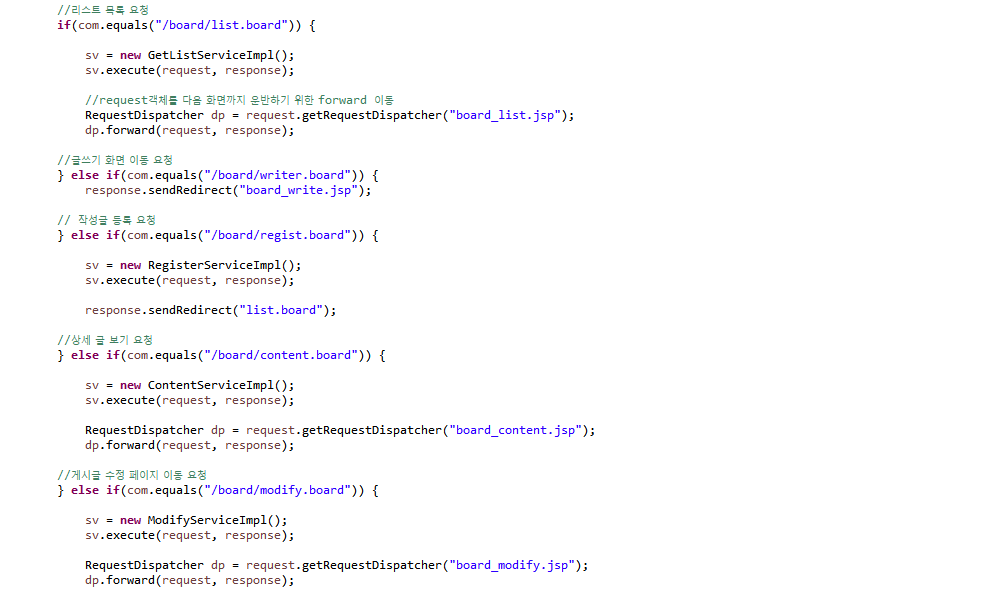 //리스트 목록 요청
if(com.equals("/board/list.board")) {
sv = new GetListServiceImpl();
sv.execute(request, response);
//request객체를 다음 화면까지 운반하기 위한 forward 이동
RequestDispatcher dp = request.getRequestDispatcher("board_list.jsp");
dp.forward(request, response);
//글쓰기 화면 이동 요청
} else if(com.equals("/board/writer.board")) {
response.sendRedirect("board_write.jsp");
// 작성글 등록 요청
} else if(com.equals("/board/regist.board")) {
sv = new RegisterServiceImpl();
sv.execute(request, response);
response.sendRedirect("list.board");
//상세 글 보기 요청
} else if(com.equals("/board/content.board")) {
sv = new ContentServiceImpl();
sv.execute(request, response);
RequestDispatcher dp = request.getRequestDispatcher("board_content.jsp");
dp.forward(request, response);
//게시글 수정 페이지 이동 요청
} else if(com.equals("/board/modify.board")) {
sv = new ModifyServiceImpl();
sv.execute(request, response);
RequestDispatcher dp = request.getRequestDispatcher("board_modify.jsp");
dp.forward(request, response);